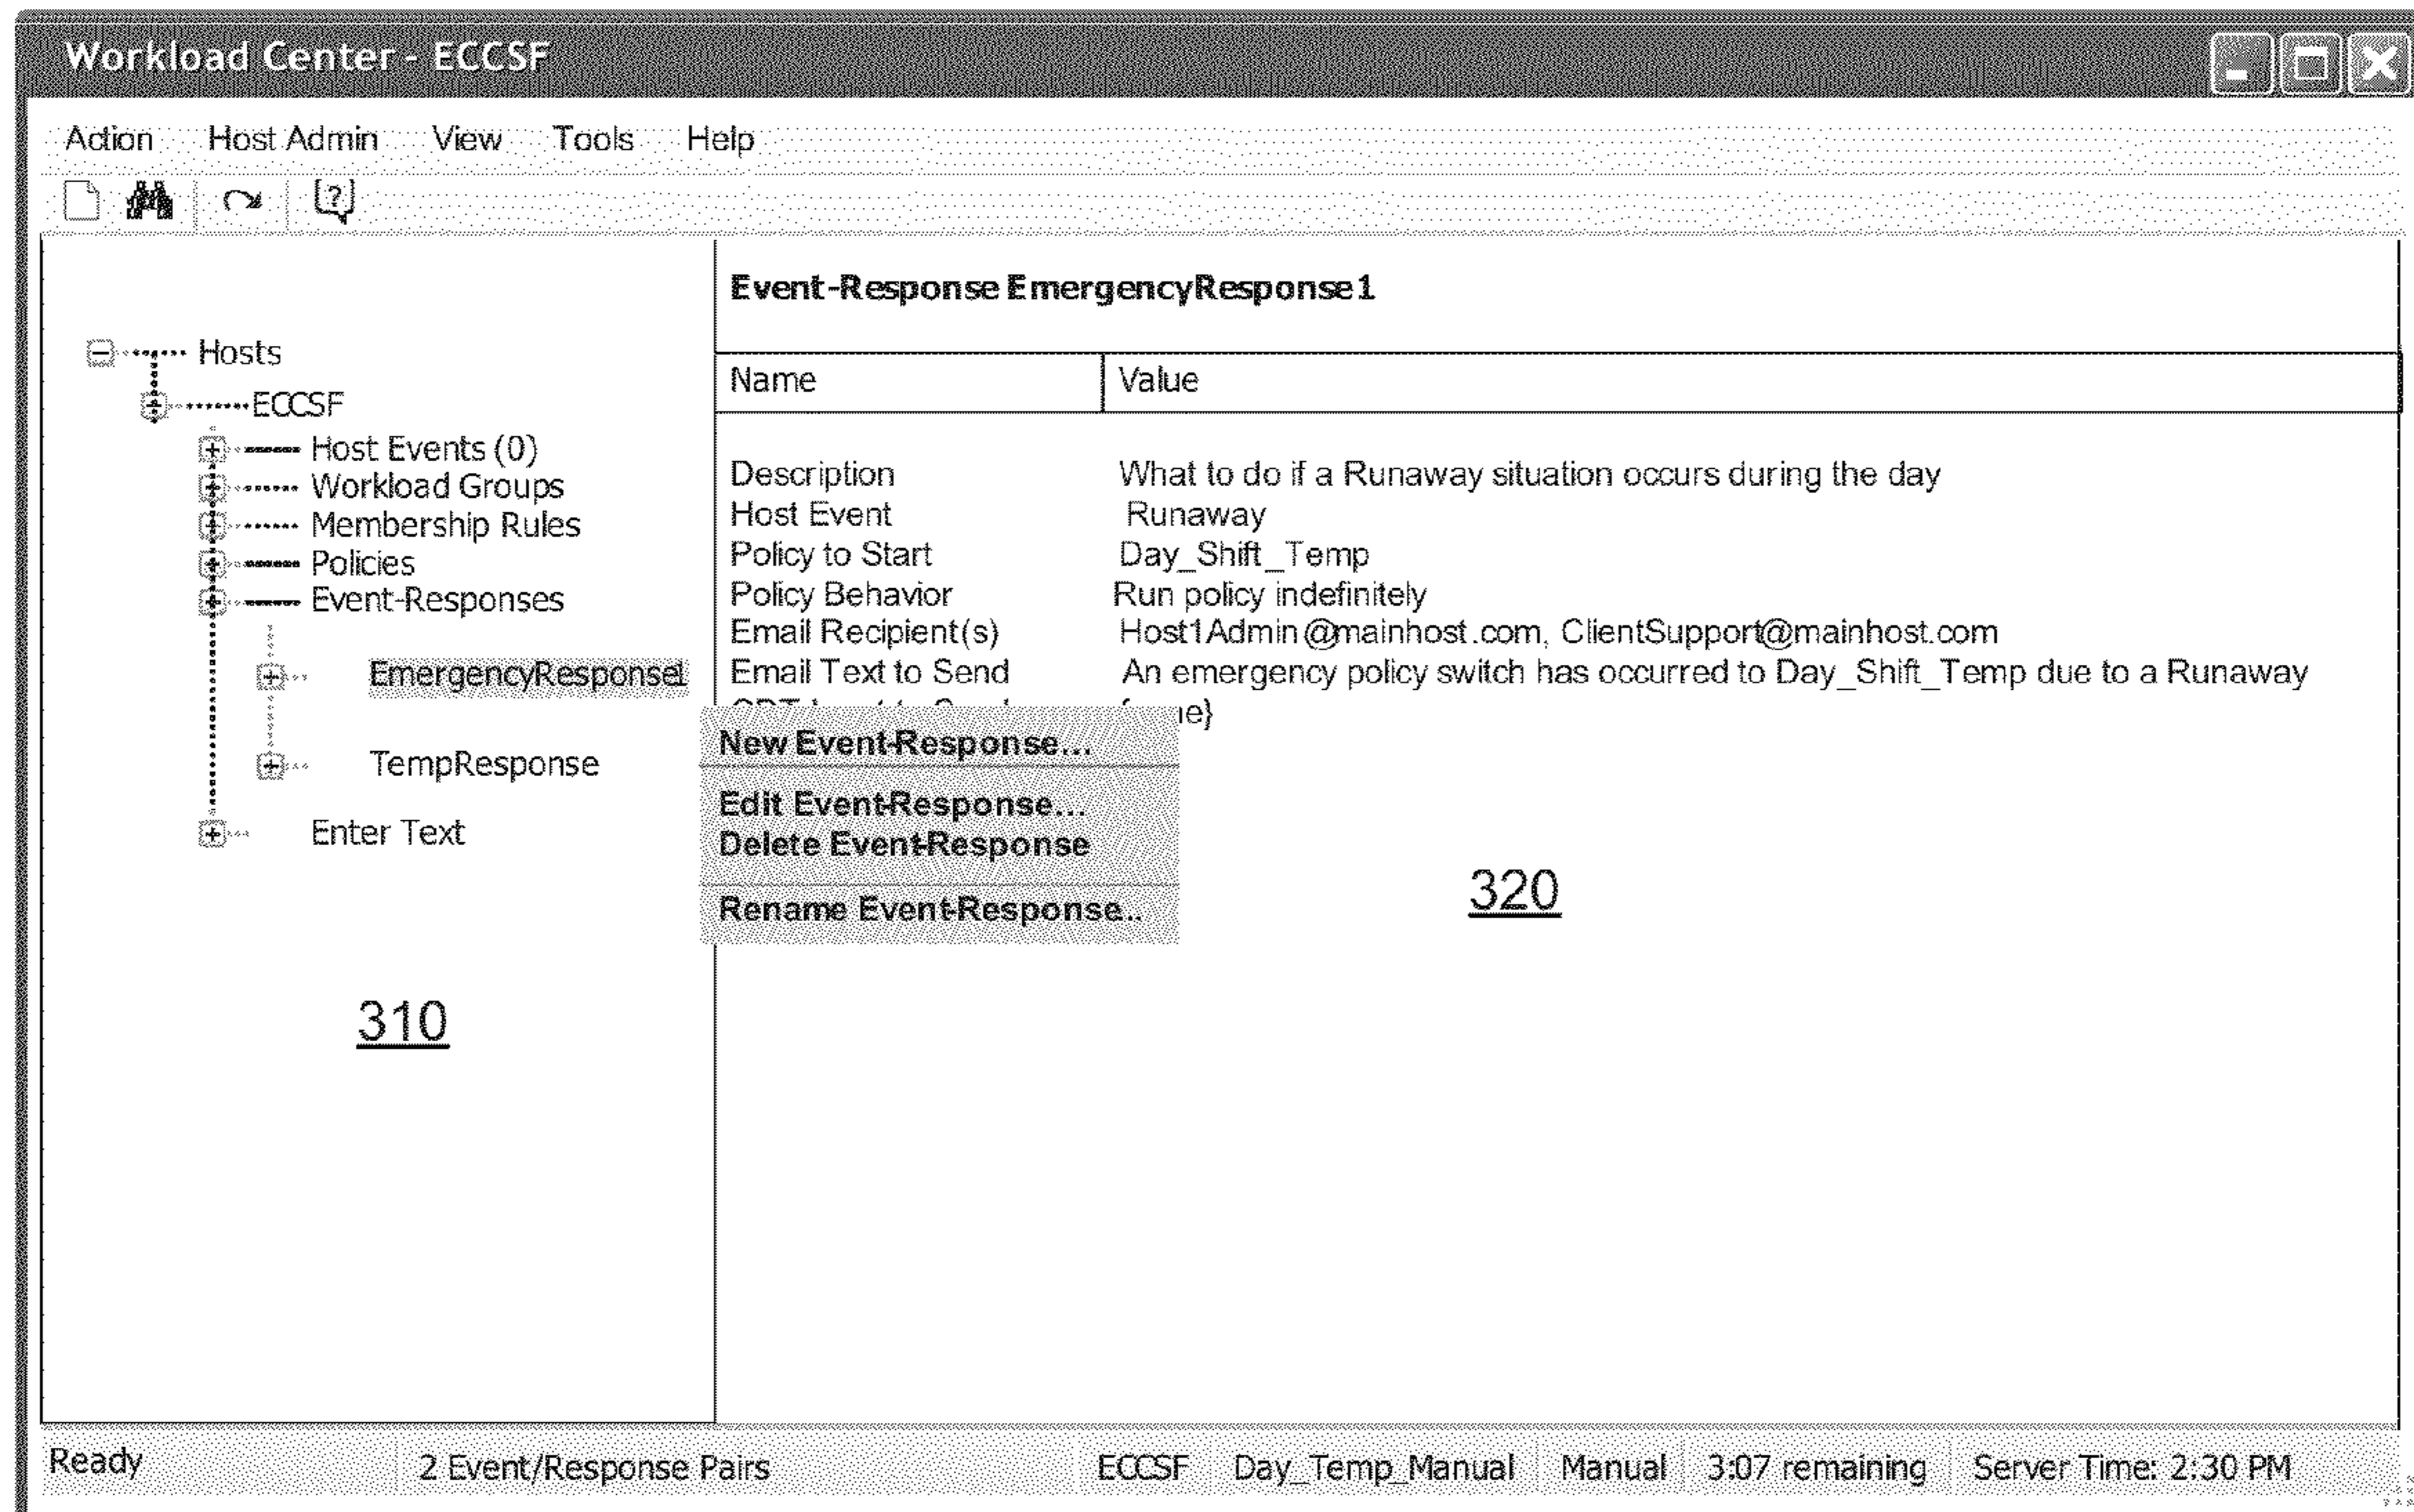 Workload Center - ECCSF
Action Host Admin View Tools Help
Event-Response EmergencyResponse1
Hosts
ECCSF
Host Events (0)
Workload Groups
Membership Rules
Policies
Event-Responses
EmergencyResponse1
TempResponse
Enter Text
310
Name Value
Description What to do if a Runaway situation occurs during the day
Host Event Runaway
Policy to Start Day_Shift_Temp
Policy Behavior Run policy indefinitely
Email Recipient(s) Host1Admin@mainhost.com, ClientSupport@mainhost.com
Email Text to Send An emergency policy switch has occurred to Day_Shift_Temp due to a Runaway
New Event-Response...
Edit Event-Response...
Delete Event-Response
Rename Event-Response..
320
Ready 2 Event/Response Pairs ECCSF Day_Temp_Manual Manual 3:07 remaining Server Time: 2:30 PM